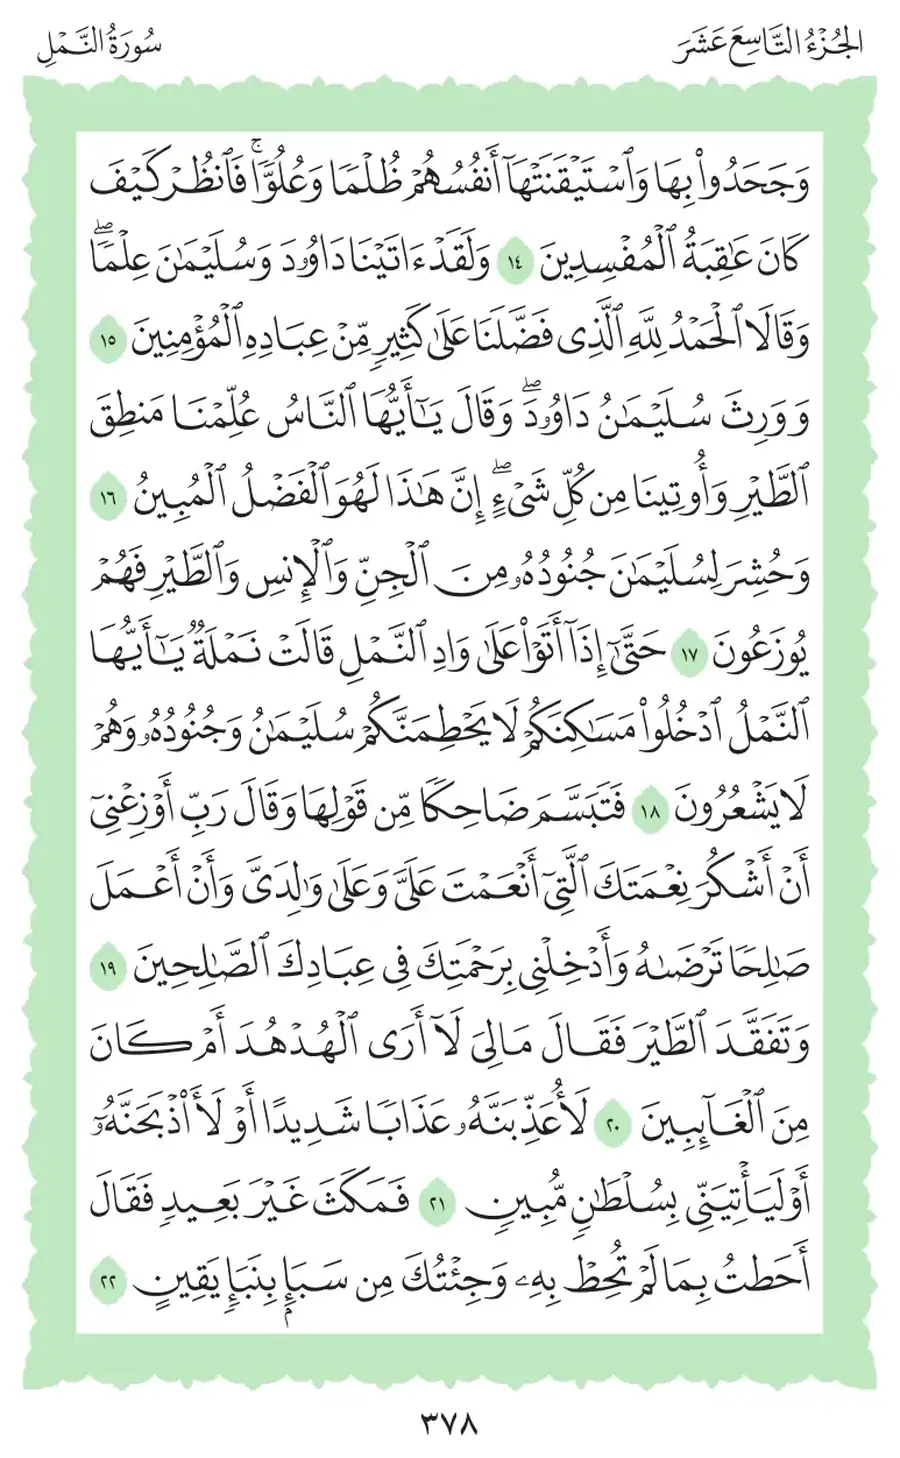 الجُزْءُ التَّاسِعَ عَشَرَ
سُورَةُ النَّمْلِ
وَجَحَدُواْ بِهَا وَٱسْتَيْقَنَتْهَآ أَنفُسُهُمْ ظُلْمًا وَعُلُوًّاۚ فَٱنظُرْ كَيْفَ
كَانَ عَٰقِبَةُ ٱلْمُفْسِدِينَ ١٤ وَلَقَدْ ءَاتَيْنَا دَاوُۥدَ وَسُلَيْمَٰنَ عِلْمًاۖ
وَقَالَا ٱلْحَمْدُ لِلَّهِ ٱلَّذِى فَضَّلَنَا عَلَىٰ كَثِيرٍ مِّنْ عِبَادِهِ ٱلْمُؤْمِنِينَ ١٥
وَوَرِثَ سُلَيْمَٰنُ دَاوُۥدَۖ وَقَالَ يَٰٓأَيُّهَا ٱلنَّاسُ عُلِّمْنَا مَنطِقَ
ٱلطَّيْرِ وَأُوتِينَا مِن كُلِّ شَىْءٍۖ إِنَّ هَٰذَا لَهُوَ ٱلْفَضْلُ ٱلْمُبِينُ ١٦
وَحُشِرَ لِسُلَيْمَٰنَ جُنُودُهُۥ مِنَ ٱلْجِنِّ وَٱلْإِنسِ وَٱلطَّيْرِ فَهُمْ
يُوزَعُونَ ١٧ حَتَّىٰٓ إِذَآ أَتَوْاْ عَلَىٰ وَادِ ٱلنَّمْلِ قَالَتْ نَمْلَةٌ يَٰٓأَيُّهَا
ٱلنَّمْلُ ٱدْخُلُواْ مَسَٰكِنَكُمْ لَا يَحْطِمَنَّكُمْ سُلَيْمَٰنُ وَجُنُودُهُۥ وَهُمْ
لَا يَشْعُرُونَ ١٨ فَتَبَسَّمَ ضَاحِكًا مِّن قَوْلِهَا وَقَالَ رَبِّ أَوْزِعْنِىٓ
أَنْ أَشْكُرَ نِعْمَتَكَ ٱلَّتِىٓ أَنْعَمْتَ عَلَىَّ وَعَلَىٰ وَٰلِدَىَّ وَأَنْ أَعْمَلَ
صَٰلِحًا تَرْضَىٰهُ وَأَدْخِلْنِى بِرَحْمَتِكَ فِى عِبَادِكَ ٱلصَّٰلِحِينَ ١٩
وَتَفَقَّدَ ٱلطَّيْرَ فَقَالَ مَالِىَ لَآ أَرَى ٱلْهُدْهُدَ أَمْ كَانَ
مِنَ ٱلْغَآئِبِينَ ٢٠ لَأُعَذِّبَنَّهُۥ عَذَابًا شَدِيدًا أَوْ لَأَاْذْبَحَنَّهُۥٓ
أَوْ لَيَأْتِيَنِّى بِسُلْطَٰنٍ مُّبِينٍ ٢١ فَمَكَثَ غَيْرَ بَعِيدٍ فَقَالَ
أَحَطتُ بِمَا لَمْ تُحِطْ بِهِۦ وَجِئْتُكَ مِن سَبَإٍۭ بِنَبَإٍ يَقِينٍ ٢٢
٣٧٨